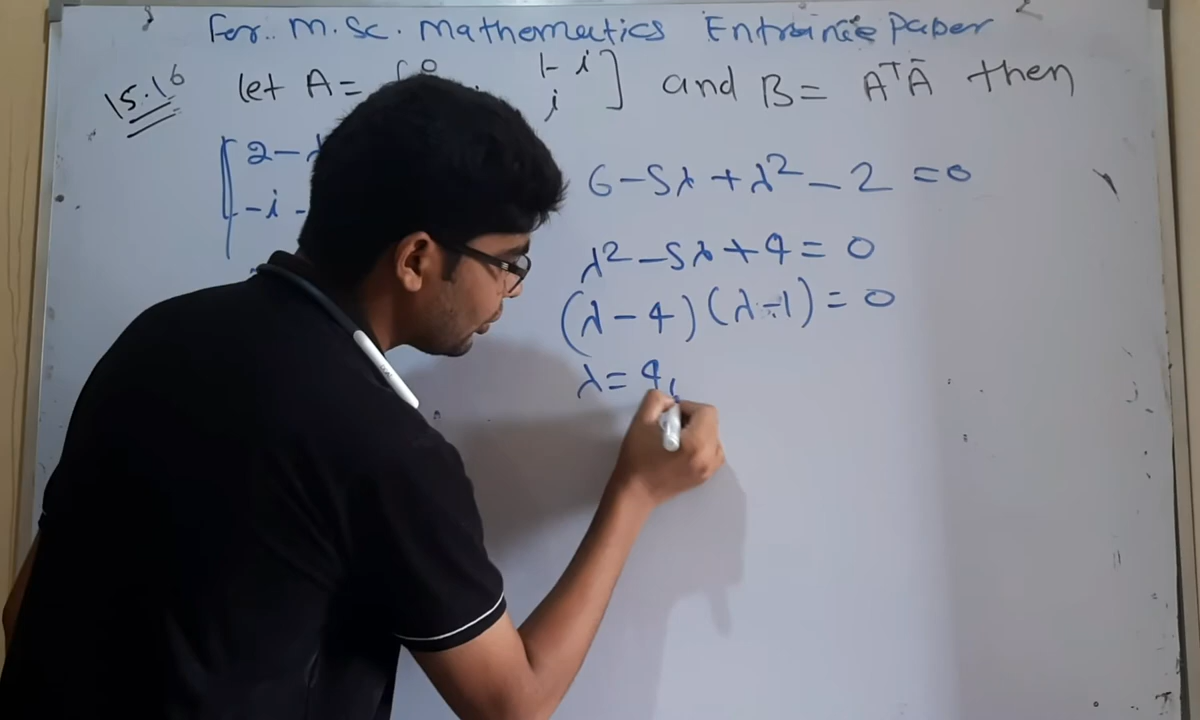 For.. M.Sc. Mathematics Entrance Paper
15.16 let A= [0 1-i] and B= AᵀĀ then
i
2-λ
-i -
6-5λ+λ²-2=0
λ²-5λ+4=0
(λ-4)(λ-1)=0
λ=4,